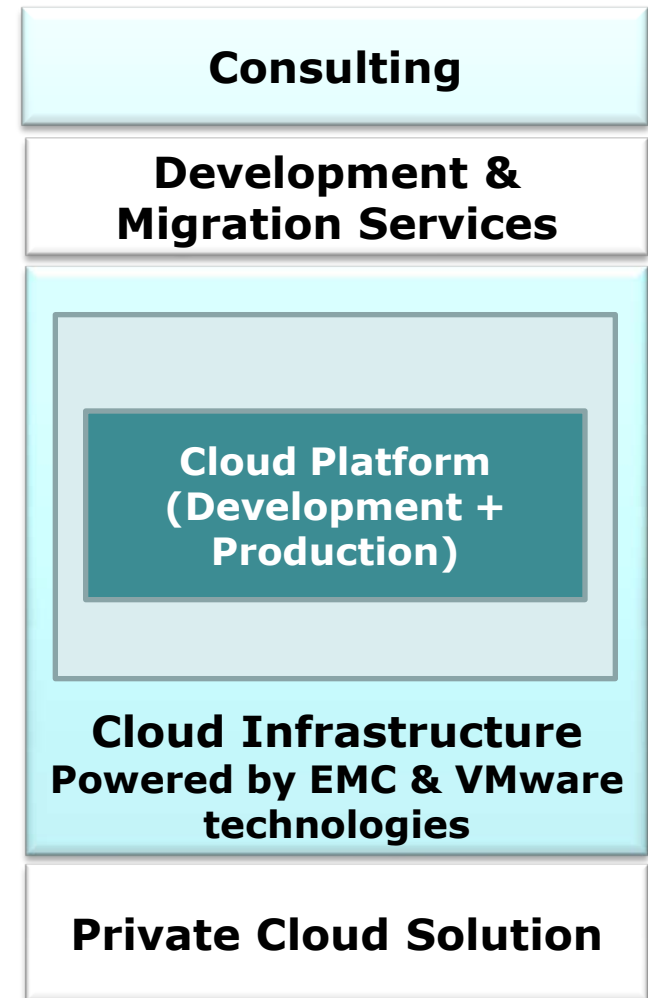 Consulting
Development &
Migration Services
Cloud Platform
(Development +
Production)
Cloud Infrastructure
Powered by EMC & VMware
technologies
Private Cloud Solution